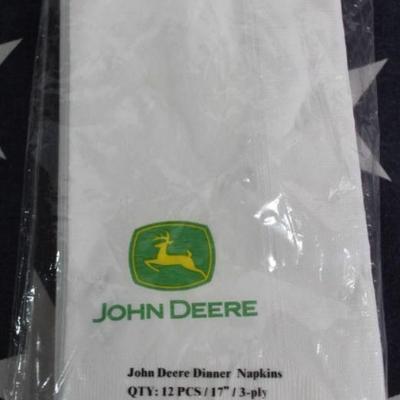 JOHN DEERE
John Deere Dinner Napkins
QTY: 12 PCS / 17" / 3-ply